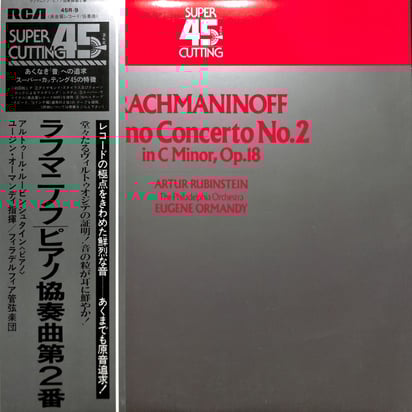 RCA
45R-9
SUPER
45
CUTTING
あくなき「音」への追求
スーパー・カッティング45の特徴
レコードの極点をきわめた鮮烈な音──あくまでも原音追求！
堂々たるヴィルトゥオジテの証明！音の粒が耳に鮮やか！
ラフマニノフ/ピアノ協奏曲第2番
アルトゥール・ルービンシュタイン〈ピアノ〉
ユージン・オーマンディ指揮/フィラデルフィア管弦楽団
SUPER
45
CUTTING
RACHMANINOFF
no Concerto No.2
in C Minor, Op.18
ARTUR RUBINSTEIN
The Philadelphia Orchestra
EUGENE ORMANDY